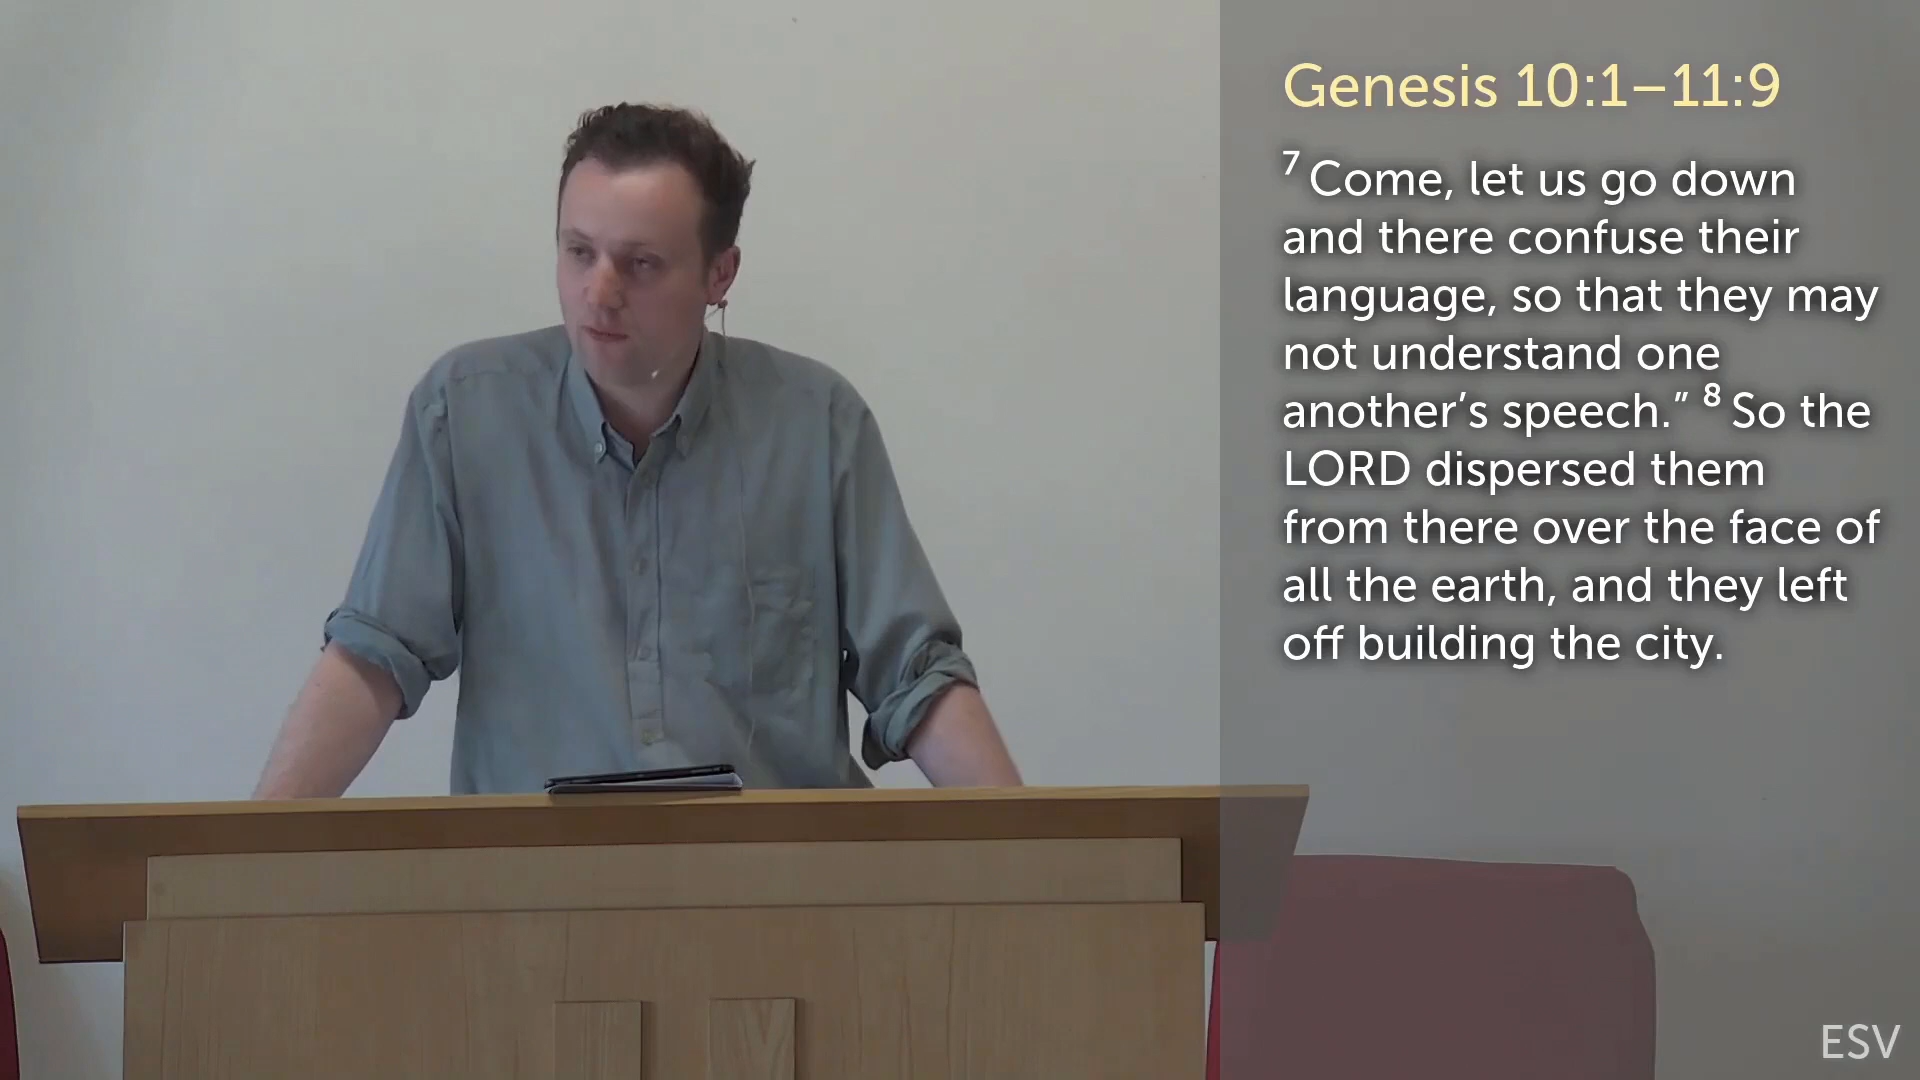 Genesis 10:1–11:9
⁷ Come, let us go down
and there confuse their
language, so that they may
not understand one
another’s speech.” ⁸ So the
LORD dispersed them
from there over the face of
all the earth, and they left
off building the city.
ESV